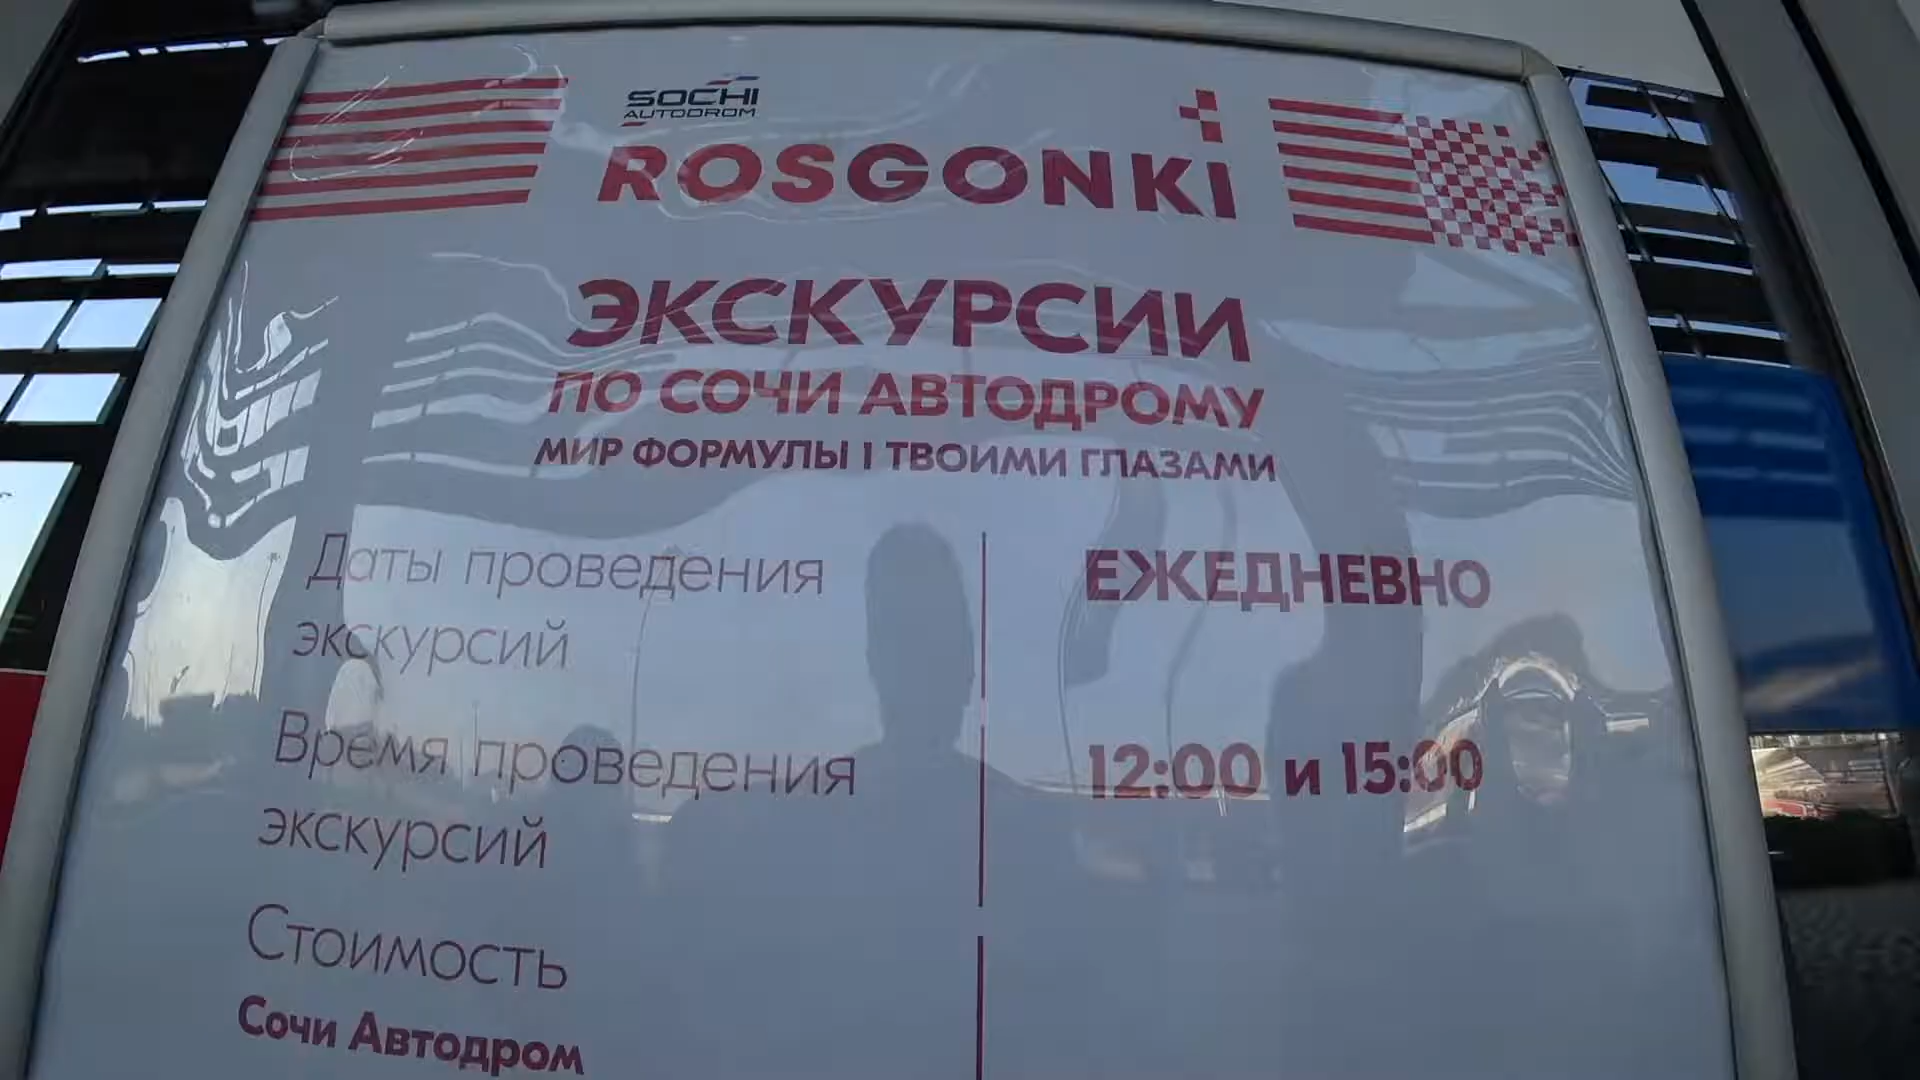 SOCHI
AUTODROM
ROSGONKI
ЭКСКУРСИИ
ПО СОЧИ АВТОДРОМУ
МИР ФОРМУЛЫ 1 ТВОИМИ ГЛАЗАМИ
Даты проведения
экскурсий
ЕЖЕДНЕВНО
Время проведения
экскурсий
12:00 и 15:00
Стоимость
Сочи Автодром